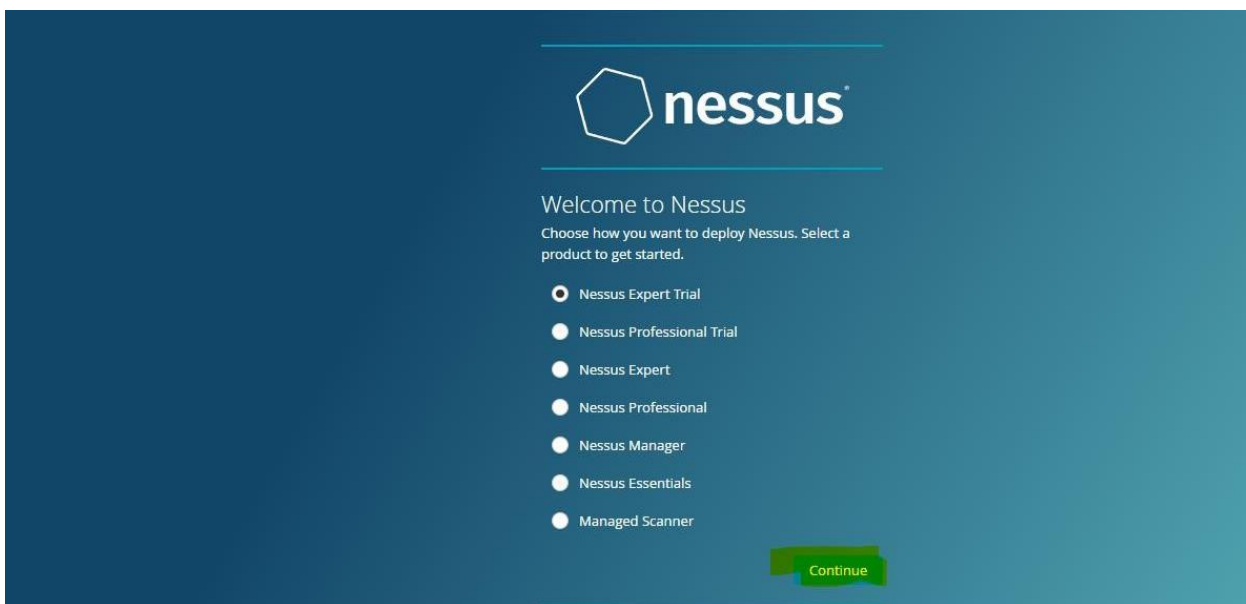 nessus®
Welcome to Nessus
Choose how you want to deploy Nessus. Select a
product to get started.
Nessus Expert Trial
Nessus Professional Trial
Nessus Expert
Nessus Professional
Nessus Manager
Nessus Essentials
Managed Scanner
Continue